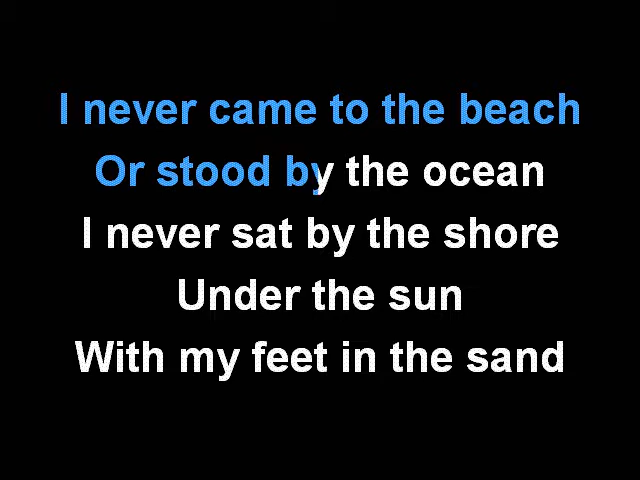 I never came to the beach
Or stood by the ocean
I never sat by the shore
Under the sun
With my feet in the sand